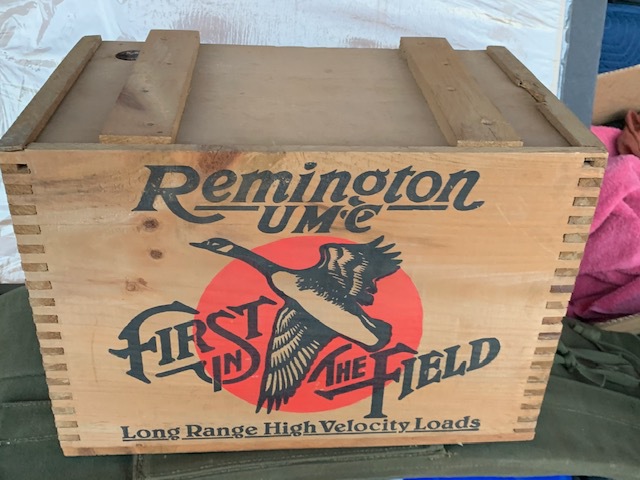 Remington
UMC
FIRST IN THE FIELD
Long Range High Velocity Loads